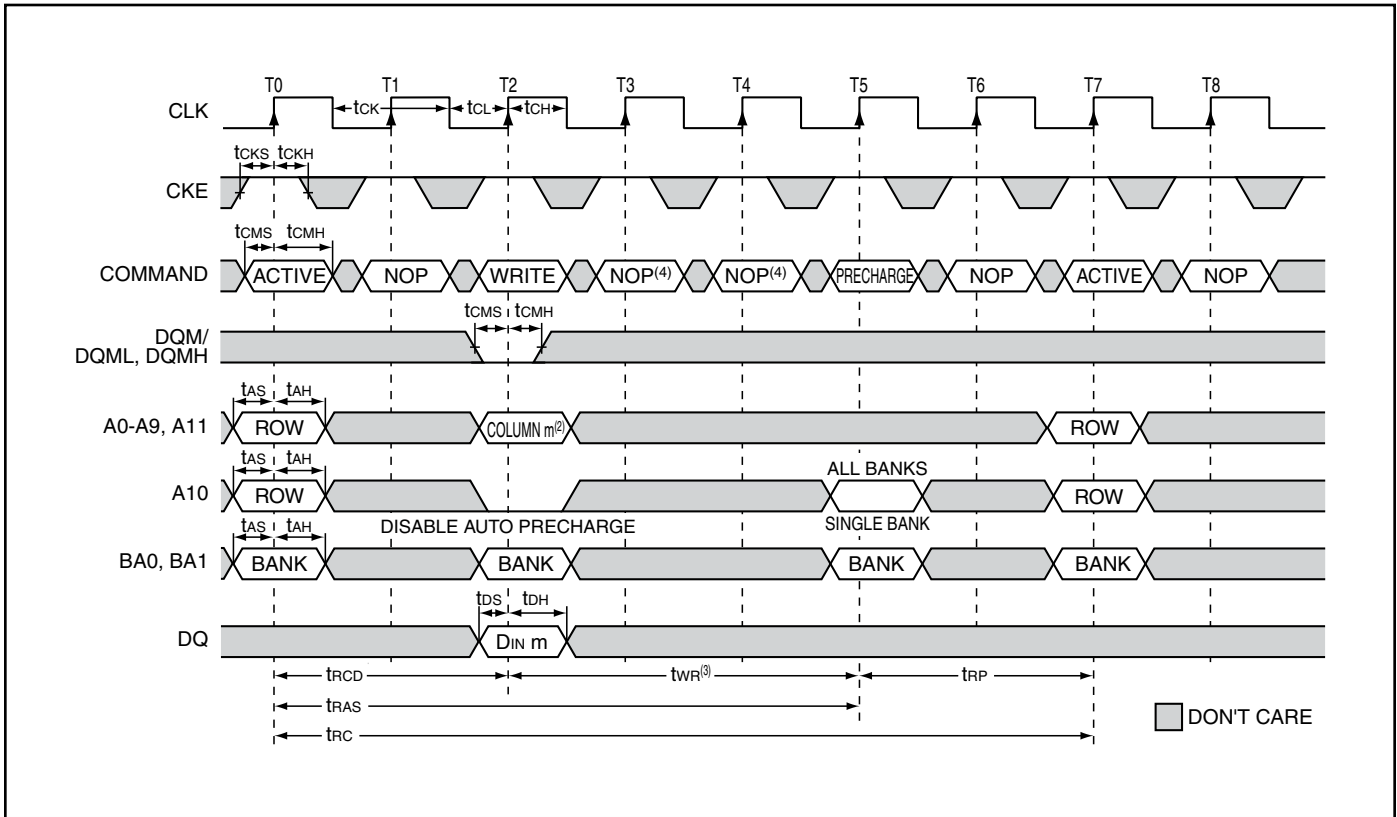 T0 T1 T2 T3 T4 T5 T6 T7 T8
CLK tCK tCL tCH
tCKS tCKH
CKE
tCMS tCMH
COMMAND ACTIVE NOP WRITE NOP(4) NOP(4) PRECHARGE NOP ACTIVE NOP
tCMS tCMH
DQM/
DQML, DQMH
tAS tAH
A0-A9, A11 ROW COLUMN m(2) ROW
tAS tAH ALL BANKS
A10 ROW ROW
tAS tAH DISABLE AUTO PRECHARGE SINGLE BANK
BA0, BA1 BANK BANK BANK BANK
tDS tDH
DQ DIN m
tRCD tWR(3) tRP
tRAS
DON'T CARE
tRC